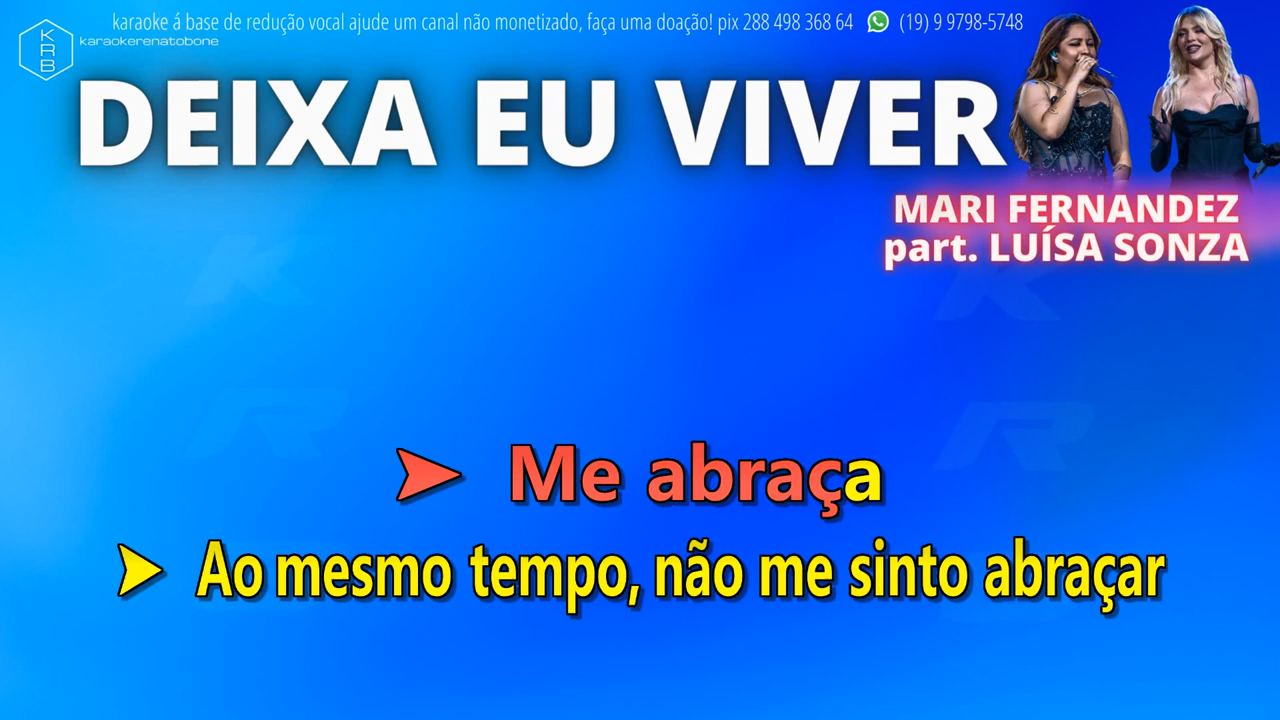 karaoke á base de redução vocal ajude um canal não monetizado, faça uma doação! pix 288 498 368 64 (19) 9 9798-5748
KRB
karaokerenatobone
DEIXA EU VIVER
MARI FERNANDEZ
part. LUÍSA SONZA
➤ Me abraça
➤ Ao mesmo tempo, não me sinto abraçar